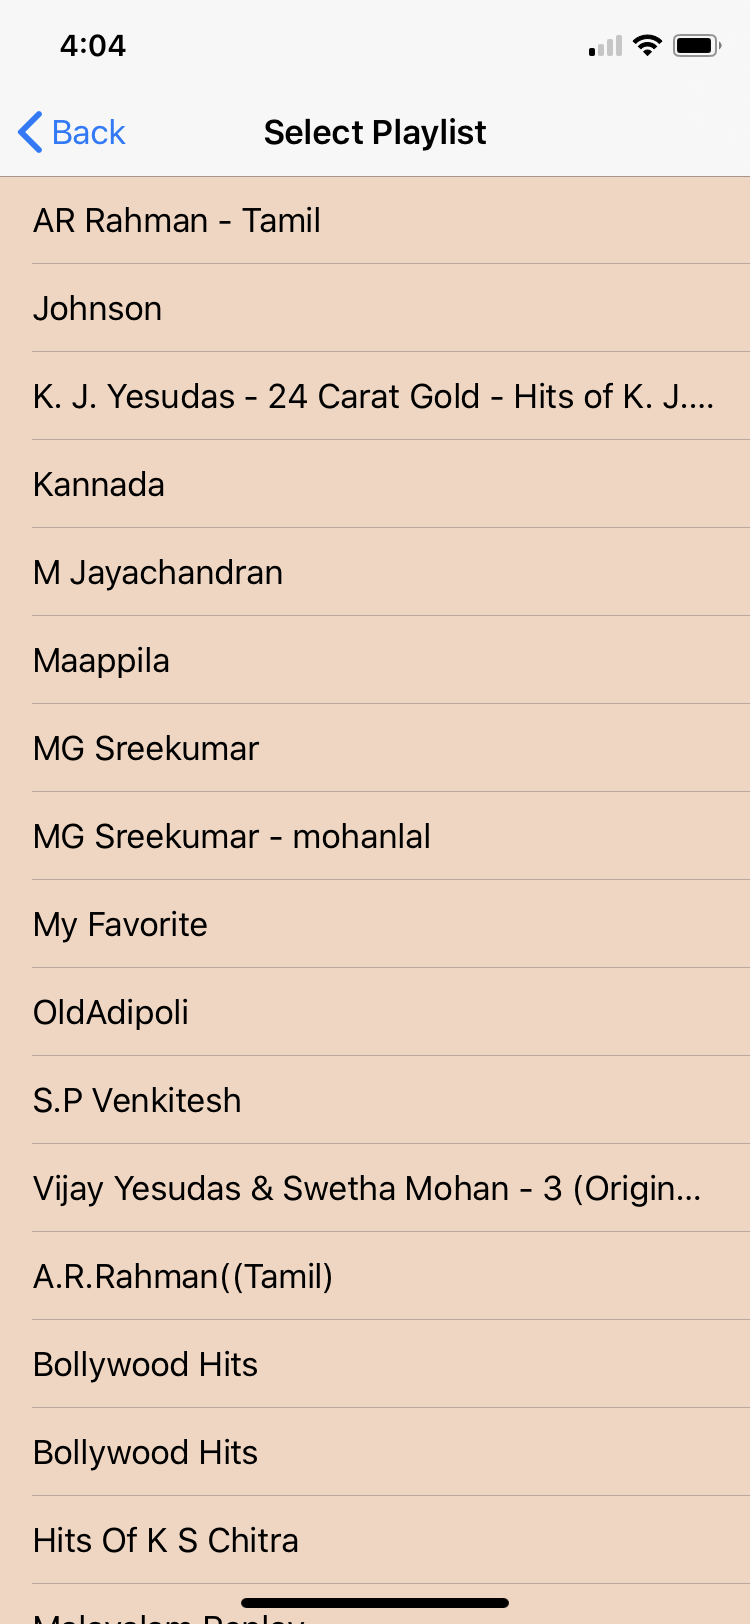 4:04
Back
Select Playlist
AR Rahman - Tamil
Johnson
K. J. Yesudas - 24 Carat Gold - Hits of K. J....
Kannada
M Jayachandran
Maappila
MG Sreekumar
MG Sreekumar - mohanlal
My Favorite
OldAdipoli
S.P Venkitesh
Vijay Yesudas & Swetha Mohan - 3 (Origin...
A.R.Rahman((Tamil)
Bollywood Hits
Bollywood Hits
Hits Of K S Chitra
Malayalam Replay